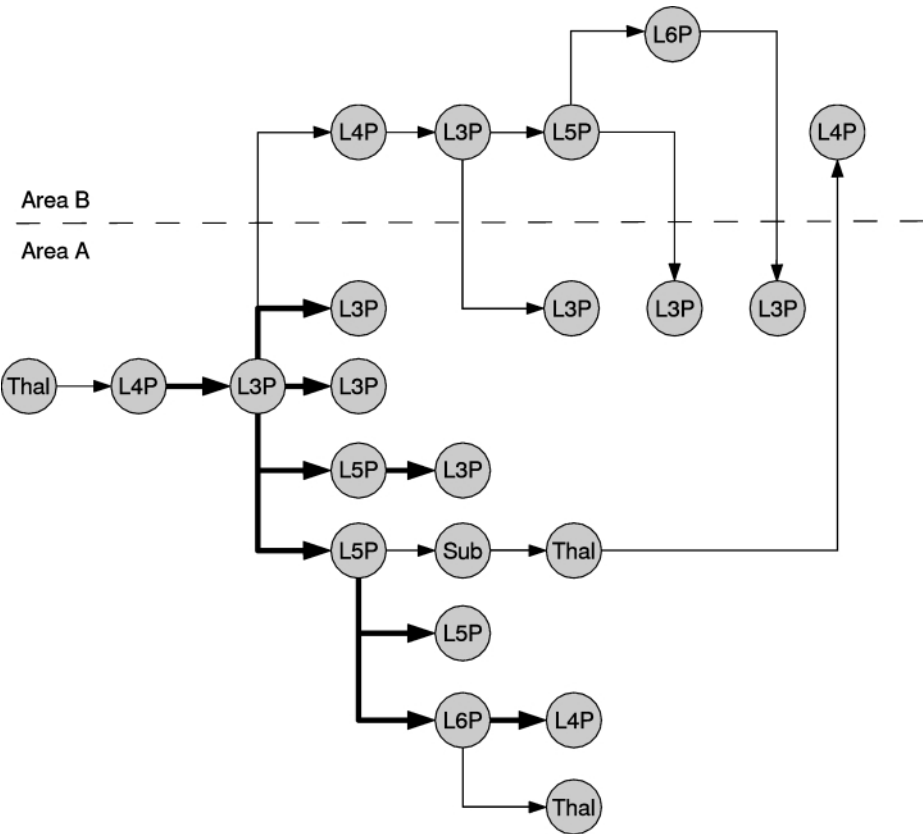 L6P
L4P L3P L5P L4P
Area B
Area A
L3P L3P L3P L3P
Thal L4P L3P L3P
L5P L3P
L5P Sub Thal
L5P
L6P L4P
Thal